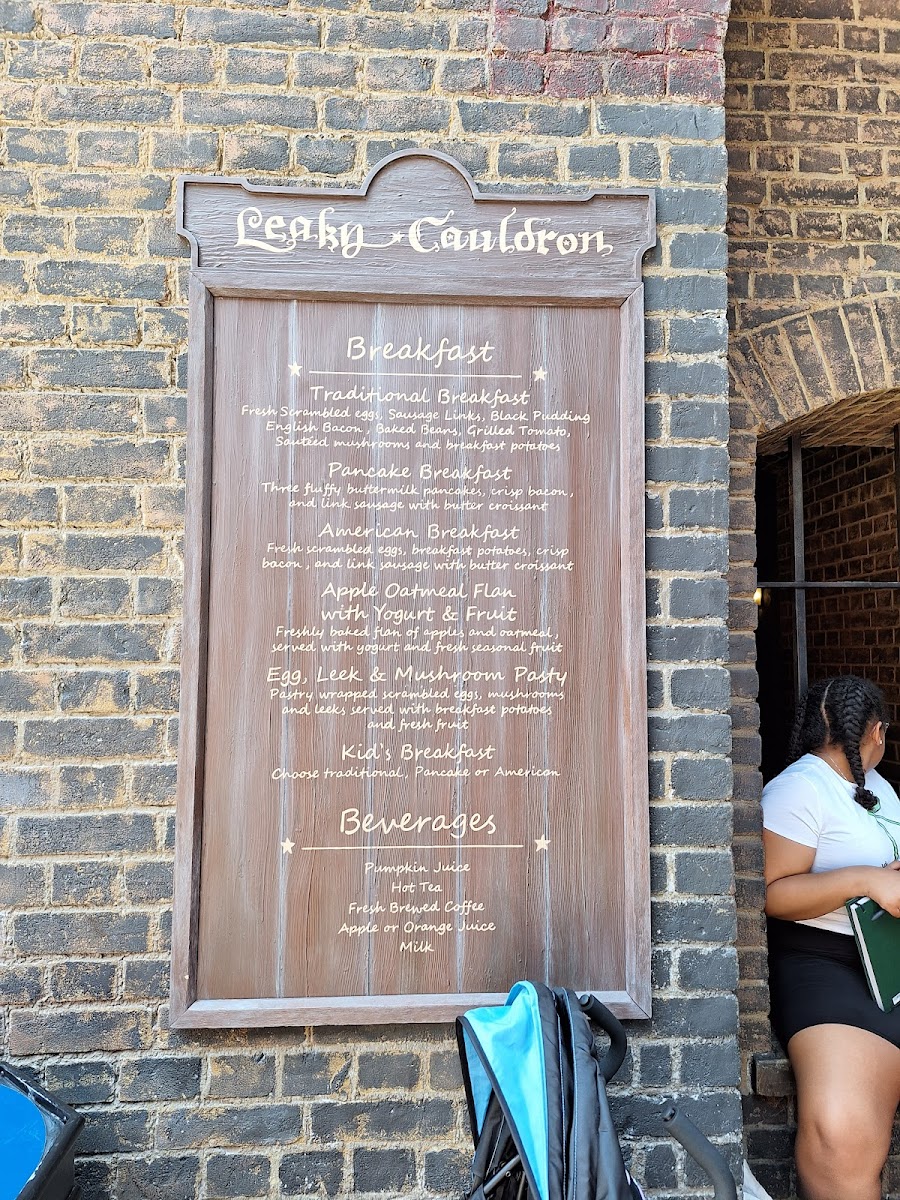 Leaky Cauldron
Breakfast
Traditional Breakfast
Fresh Scrambled eggs, Sausage Links, Black Pudding
English Bacon, Baked Beans, Grilled Tomato,
Sautéed mushrooms and breakfast potatoes
Pancake Breakfast
Three fluffy buttermilk pancakes, crisp bacon,
and link sausage with butter croissant
American Breakfast
Fresh scrambled eggs, breakfast potatoes, crisp
bacon, and link sausage with butter croissant
Apple Oatmeal Flan
with Yogurt & Fruit
Freshly baked flan of apples and oatmeal,
served with yogurt and fresh seasonal fruit
Egg, Leek & Mushroom Pasty
Pastry wrapped scrambled eggs, mushrooms
and leeks served with breakfast potatoes
and fresh fruit
Kid's Breakfast
Choose traditional, Pancake or American
Beverages
Pumpkin Juice
Hot Tea
Fresh Brewed Coffee
Apple or Orange Juice
Milk